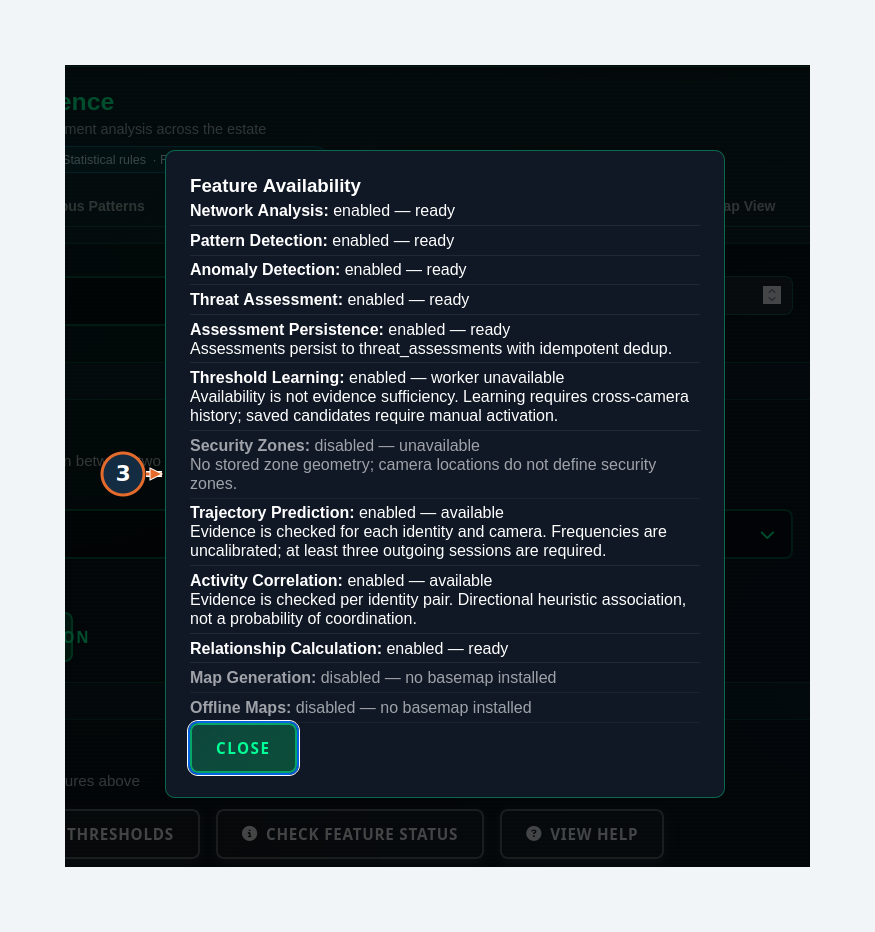 ence
ment analysis across the estate
Statistical rules ·
Feature Availability
ous Patterns
ap View
Network Analysis: enabled — ready
Pattern Detection: enabled — ready
Anomaly Detection: enabled — ready
Threat Assessment: enabled — ready
Assessment Persistence: enabled — ready
Assessments persist to threat_assessments with idempotent dedup.
Threshold Learning: enabled — worker unavailable
Availability is not evidence sufficiency. Learning requires cross-camera
history; saved candidates require manual activation.
Security Zones: disabled — unavailable
No stored zone geometry; camera locations do not define security
zones.
n between two
3
Trajectory Prediction: enabled — available
Evidence is checked for each identity and camera. Frequencies are
uncalibrated; at least three outgoing sessions are required.
Activity Correlation: enabled — available
Evidence is checked per identity pair. Directional heuristic association,
not a probability of coordination.
ON
Relationship Calculation: enabled — ready
Map Generation: disabled — no basemap installed
Offline Maps: disabled — no basemap installed
CLOSE
ures above
THRESHOLDS
CHECK FEATURE STATUS
VIEW HELP